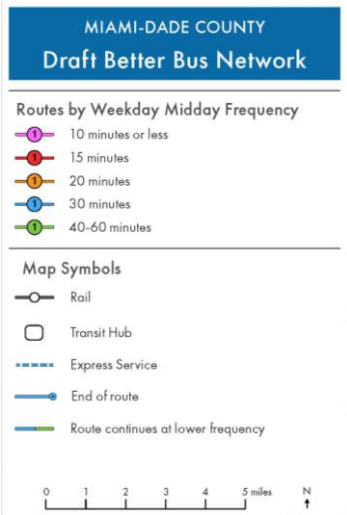 MIAMI-DADE COUNTY
Draft Better Bus Network
Routes by Weekday Midday Frequency
1 10 minutes or less
1 15 minutes
1 20 minutes
1 30 minutes
1 40-60 minutes
Map Symbols
Rail
Transit Hub
Express Service
End of route
Route continues at lower frequency
0 1 2 3 4 5 miles N